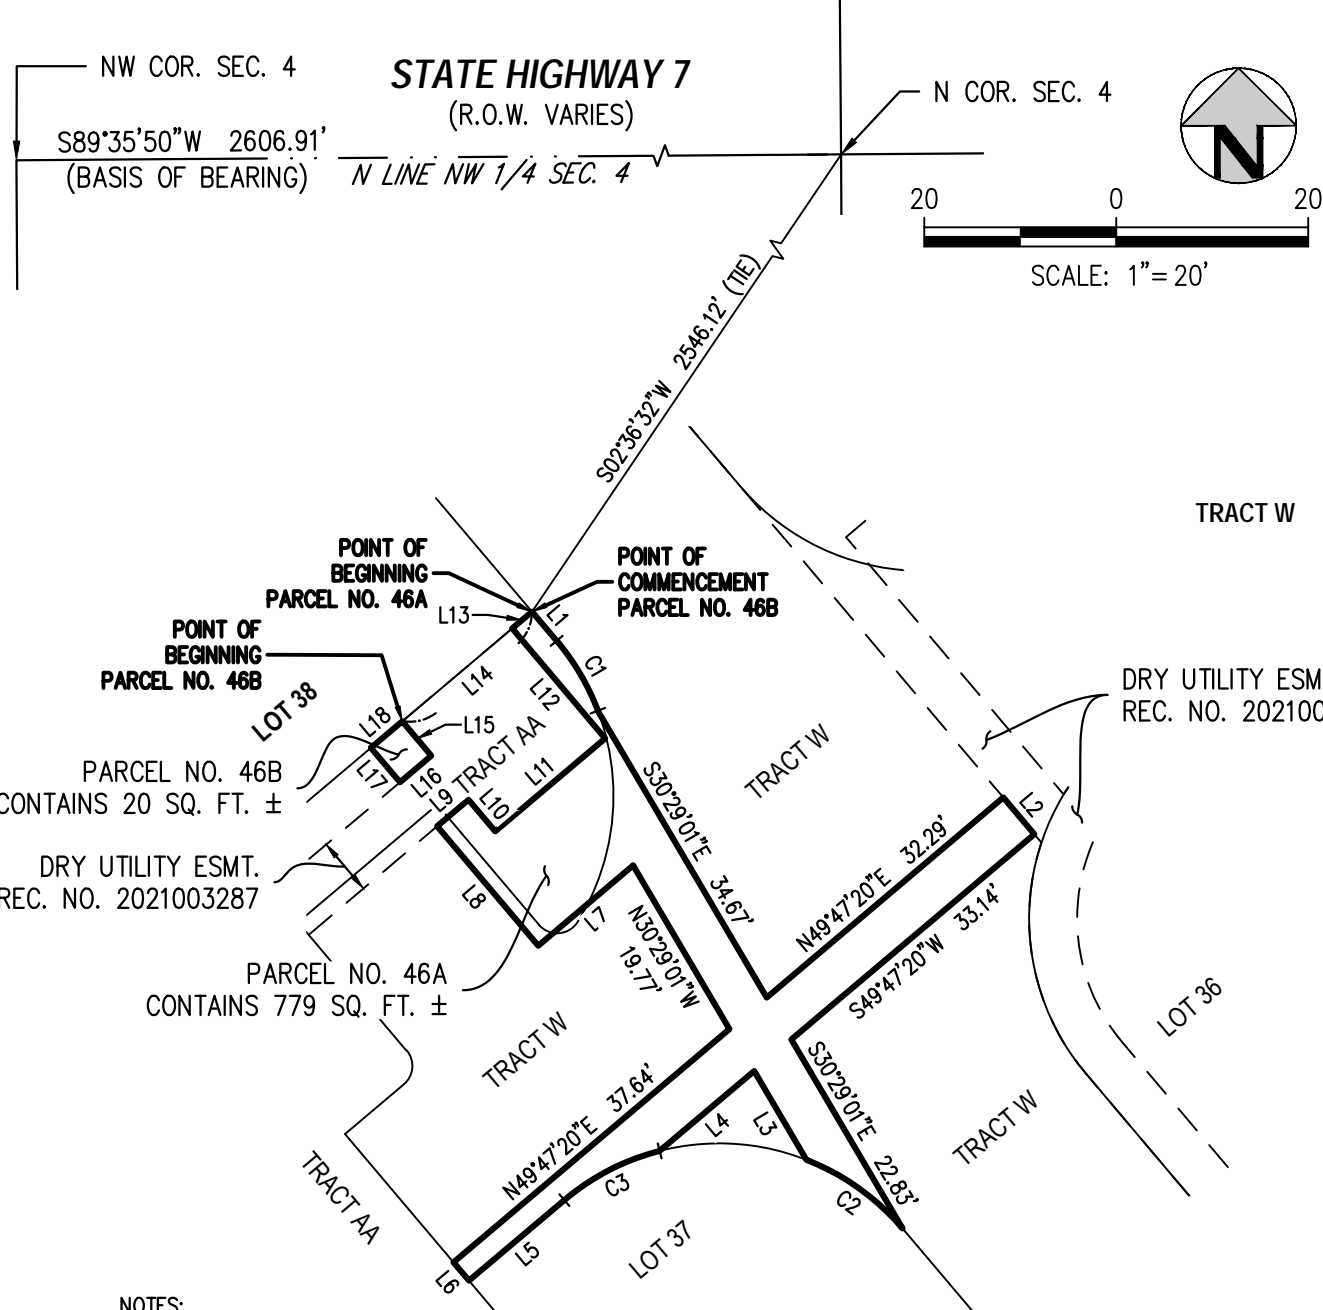 NW COR. SEC. 4
STATE HIGHWAY 7
(R.O.W. VARIES)
N COR. SEC. 4
S89°35'50"W 2606.91'
(BASIS OF BEARING)
N LINE NW 1/4 SEC. 4
N
20 0 20
SCALE: 1"=20'
S02°36'32"W 2546.12' (TIE)
TRACT W
POINT OF
BEGINNING
PARCEL NO. 46A
POINT OF
COMMENCEMENT
PARCEL NO. 46B
L13
L1
POINT OF
BEGINNING
PARCEL NO. 46B
C1
L14
L12
LOT 38
L18
L15
DRY UTILITY ESM
REC. NO. 202100
PARCEL NO. 46B
CONTAINS 20 SQ. FT. ±
L17
L16
TRACT AA
L11
TRACT W
L9
L10
S30°29'01"E 34.67'
L2
DRY UTILITY ESMT.
REC. NO. 2021003287
L8
L7
N30°29'01"W
19.77'
N49°47'20"E 32.29'
S49°47'20"W 33.14'
PARCEL NO. 46A
CONTAINS 779 SQ. FT. ±
TRACT W
LOT 36
N49°47'20"E 37.64'
L4
L3
S30°29'01"E 22.83'
TRACT W
TRACT AA
C3
C2
L5
LOT 37
L6
NOTES: